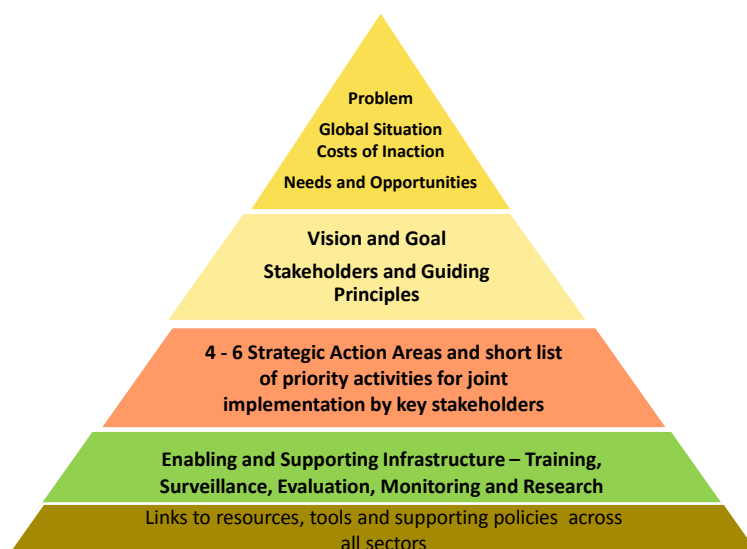 Problem
Global Situation
Costs of Inaction
Needs and Opportunities
Vision and Goal
Stakeholders and Guiding
Principles
4 - 6 Strategic Action Areas and short list
of priority activities for joint
implementation by key stakeholders
Enabling and Supporting Infrastructure – Training,
Surveillance, Evaluation, Monitoring and Research
Links to resources, tools and supporting policies across
all sectors